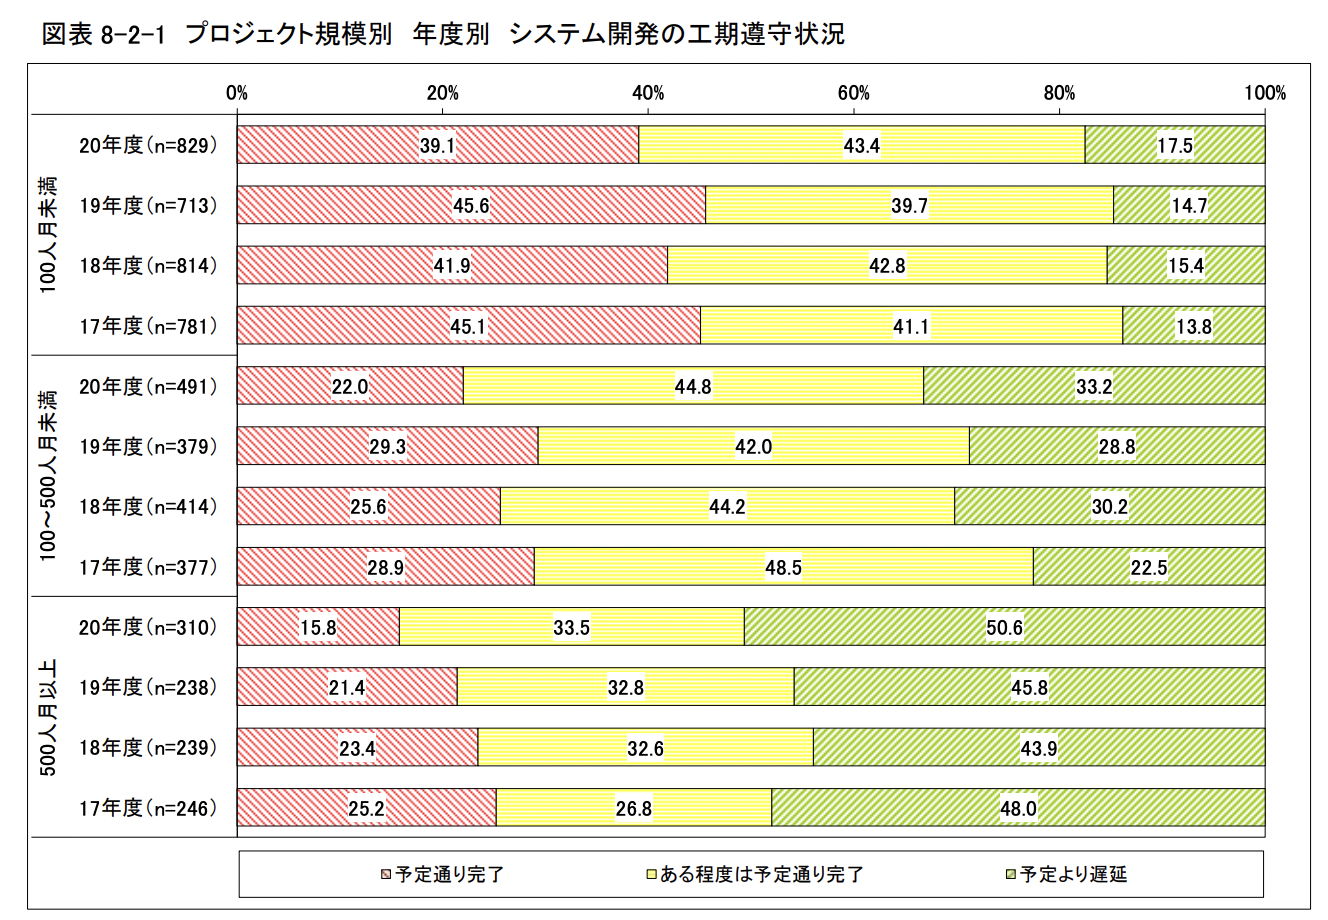 図表 8-2-1 プロジェクト規模別 年度別 システム開発の工期遵守状況
0% 20% 40% 60% 80% 100%
100人月未満
20年度(n=829) 39.1 43.4 17.5
19年度(n=713) 45.6 39.7 14.7
18年度(n=814) 41.9 42.8 15.4
17年度(n=781) 45.1 41.1 13.8
100～500人月未満
20年度(n=491) 22.0 44.8 33.2
19年度(n=379) 29.3 42.0 28.8
18年度(n=414) 25.6 44.2 30.2
17年度(n=377) 28.9 48.5 22.5
500人月以上
20年度(n=310) 15.8 33.5 50.6
19年度(n=238) 21.4 32.8 45.8
18年度(n=239) 23.4 32.6 43.9
17年度(n=246) 25.2 26.8 48.0
予定通り完了 ある程度は予定通り完了 予定より遅延